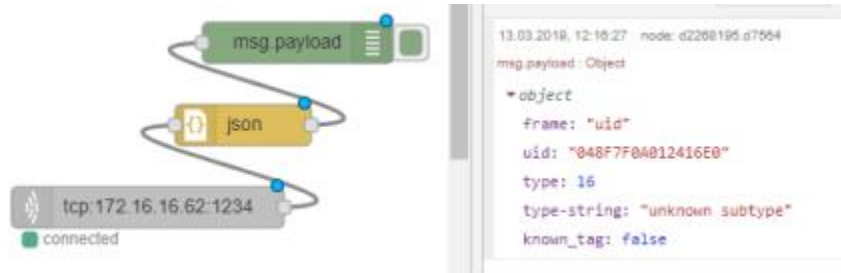 msg.payload
json
tcp:172.16.16.62:1234
connected
13.03.2019, 12:16:27 node: d2268195.d7564
msg.payload : Object
object
frame: "uid"
uid: "048F7F0A012416E0"
type: 16
type-string: "unknown subtype"
known_tag: false